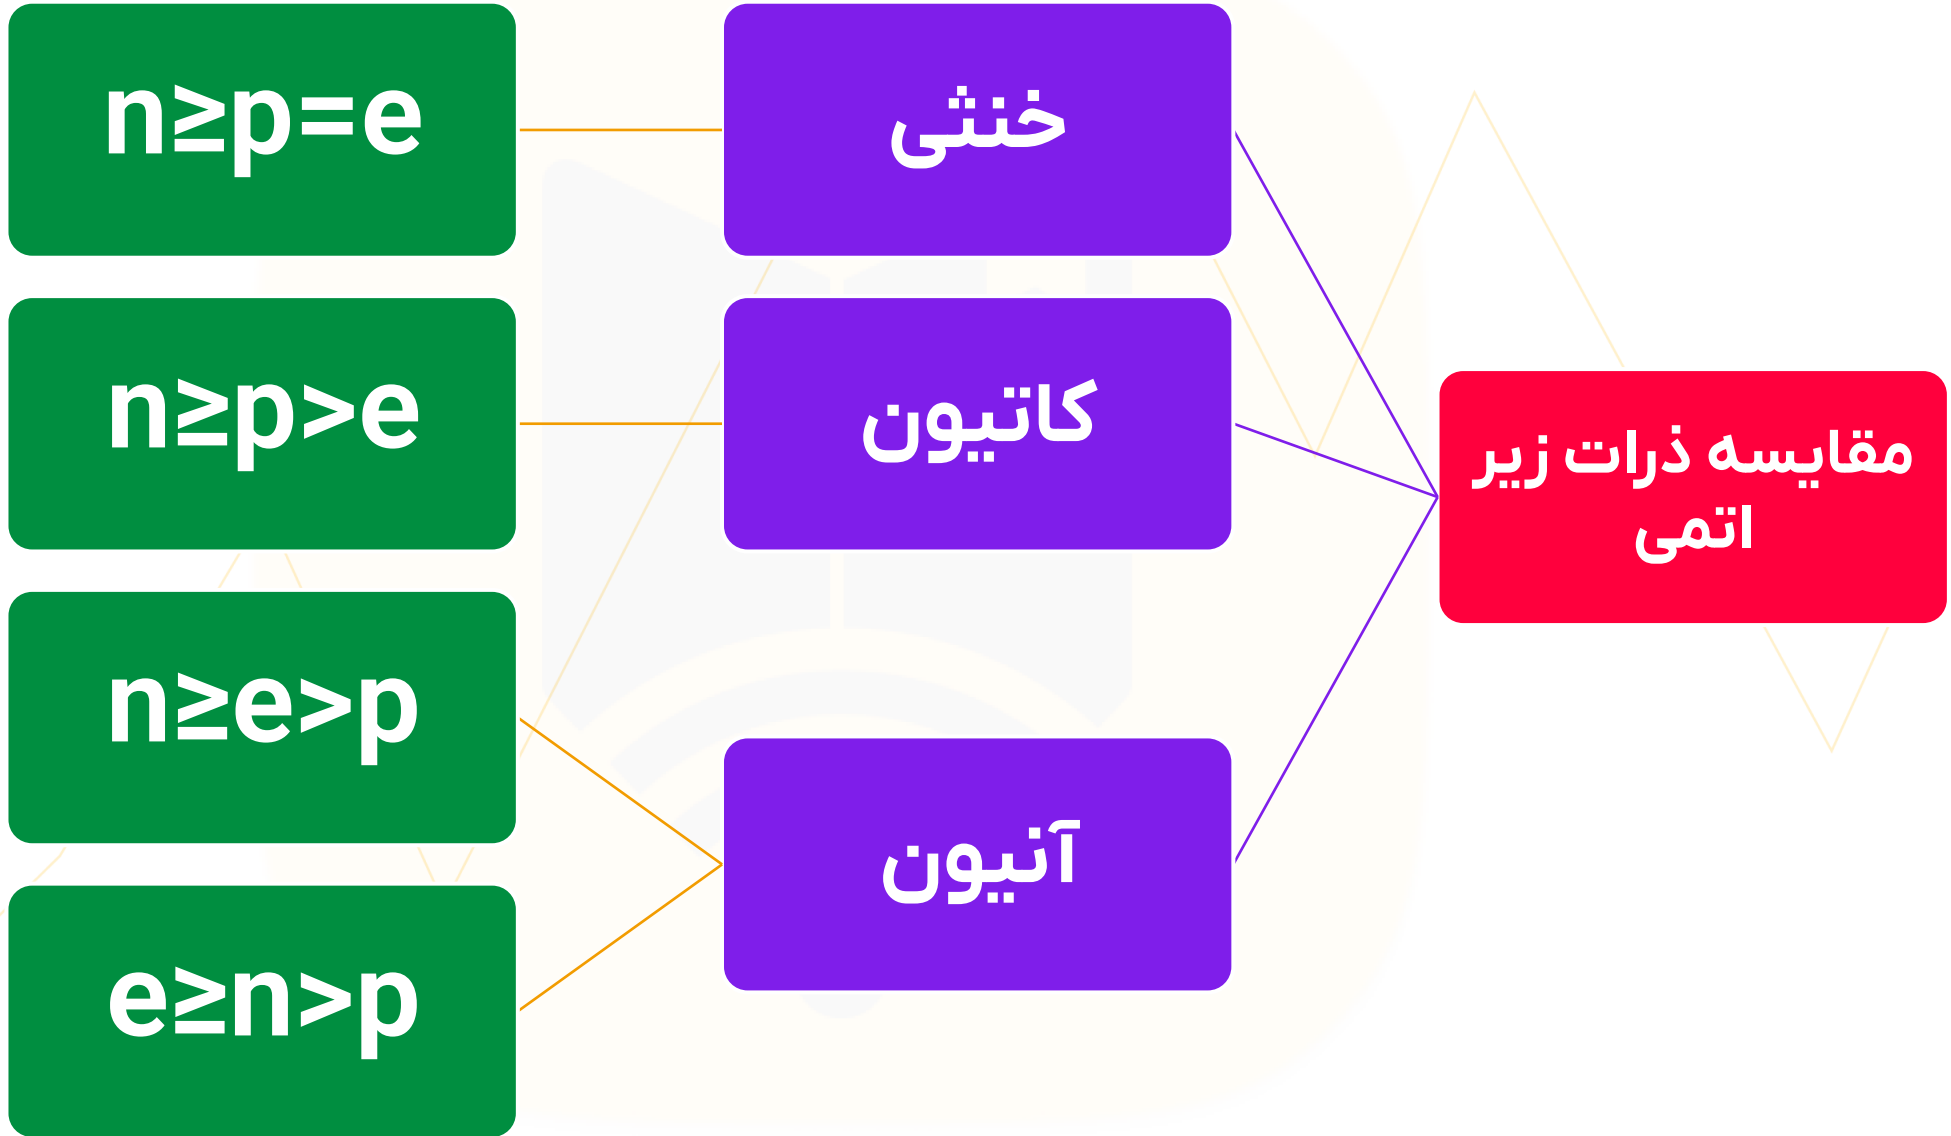 مقایسه ذرات زیر
اتمی
خنثی
n≥p=e
کاتیون
n≥p>e
آنیون
n≥e>p
e≥n>p